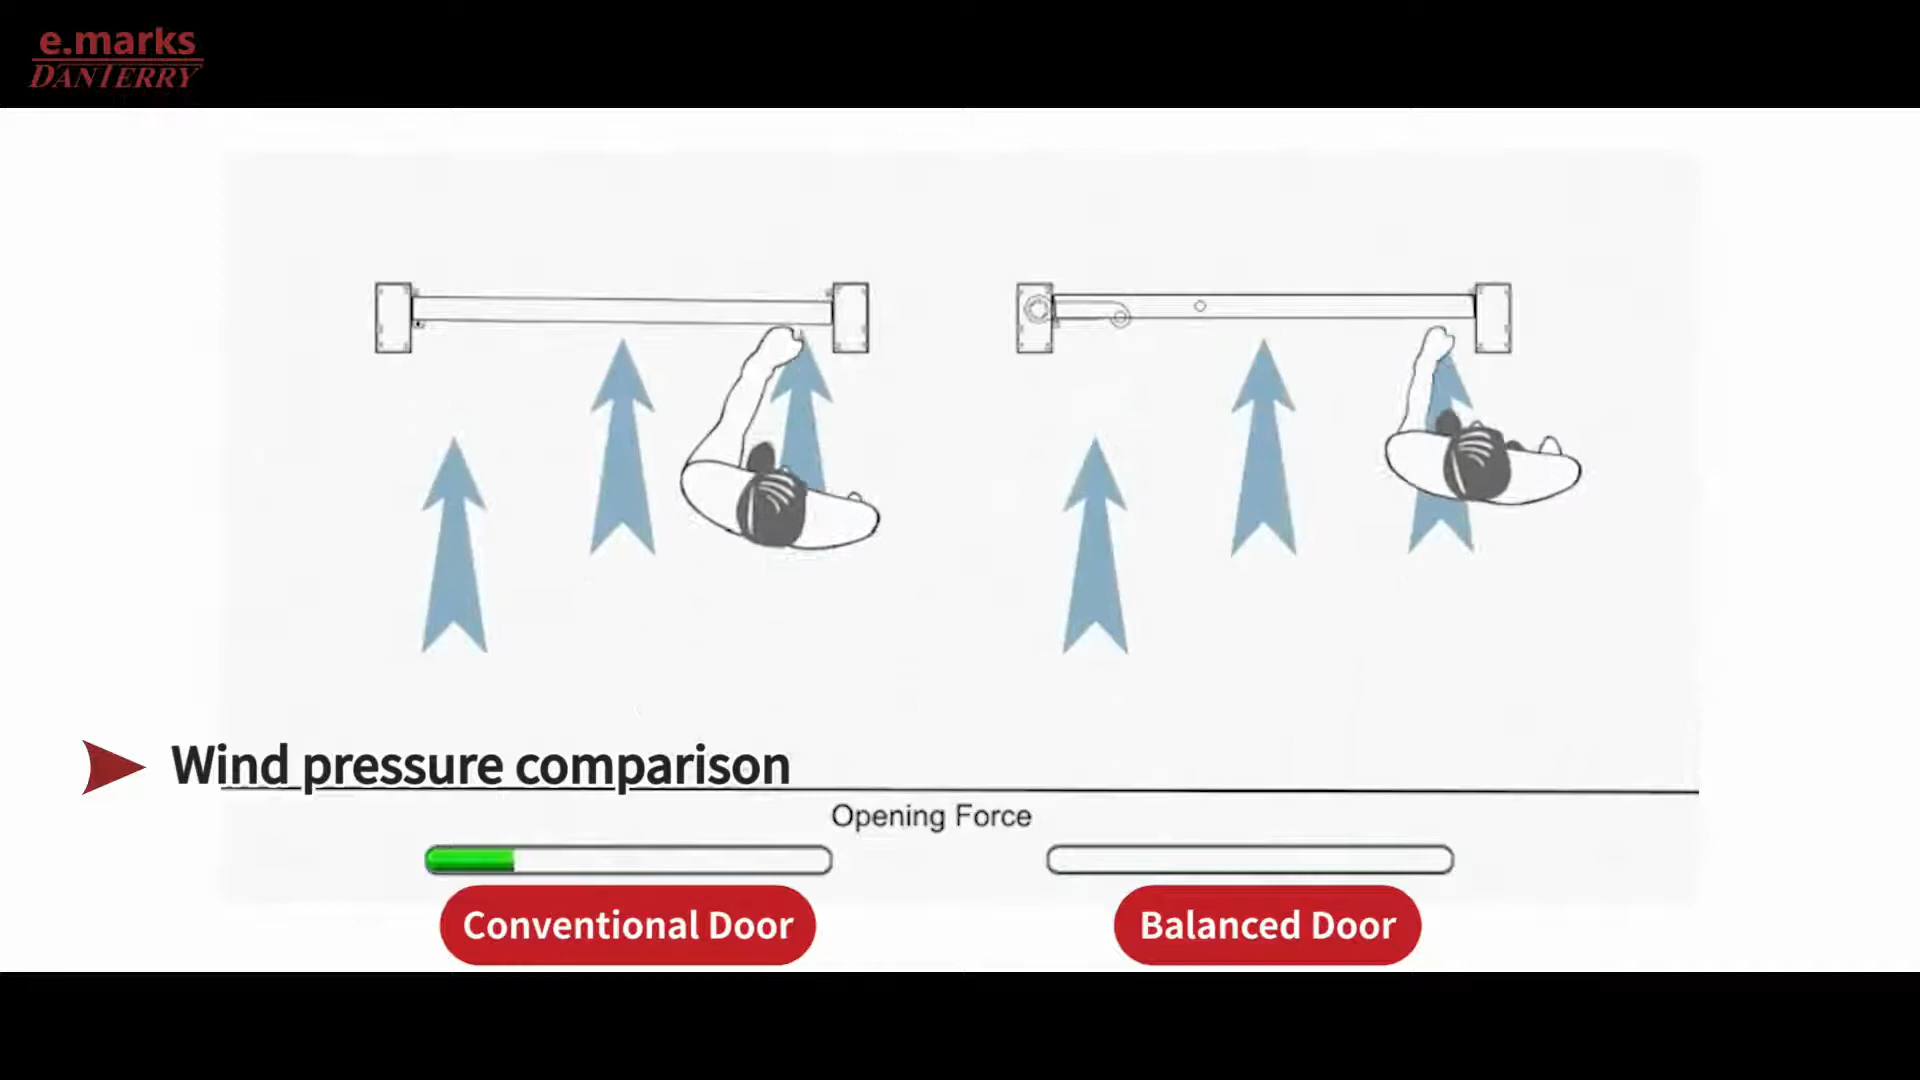 e.marks
DANTERRY
Wind pressure comparison
Opening Force
Conventional Door
Balanced Door